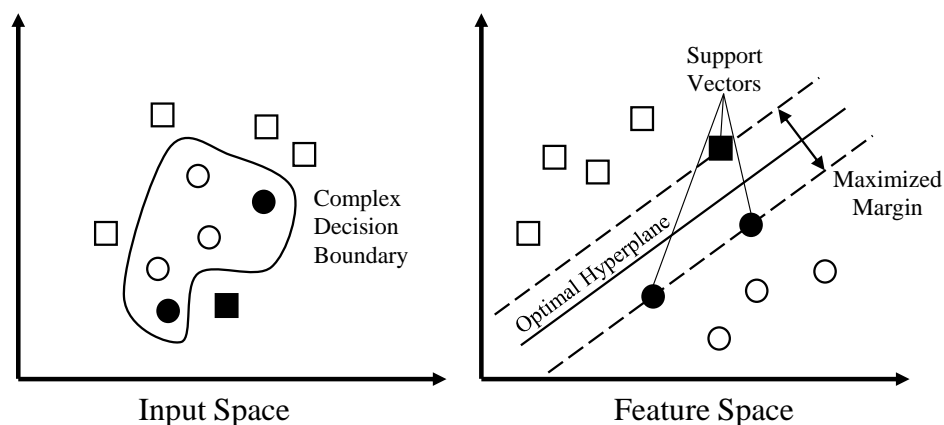 Complex
Decision
Boundary
Input Space
Support
Vectors
Maximized
Margin
Optimal Hyperplane
Feature Space